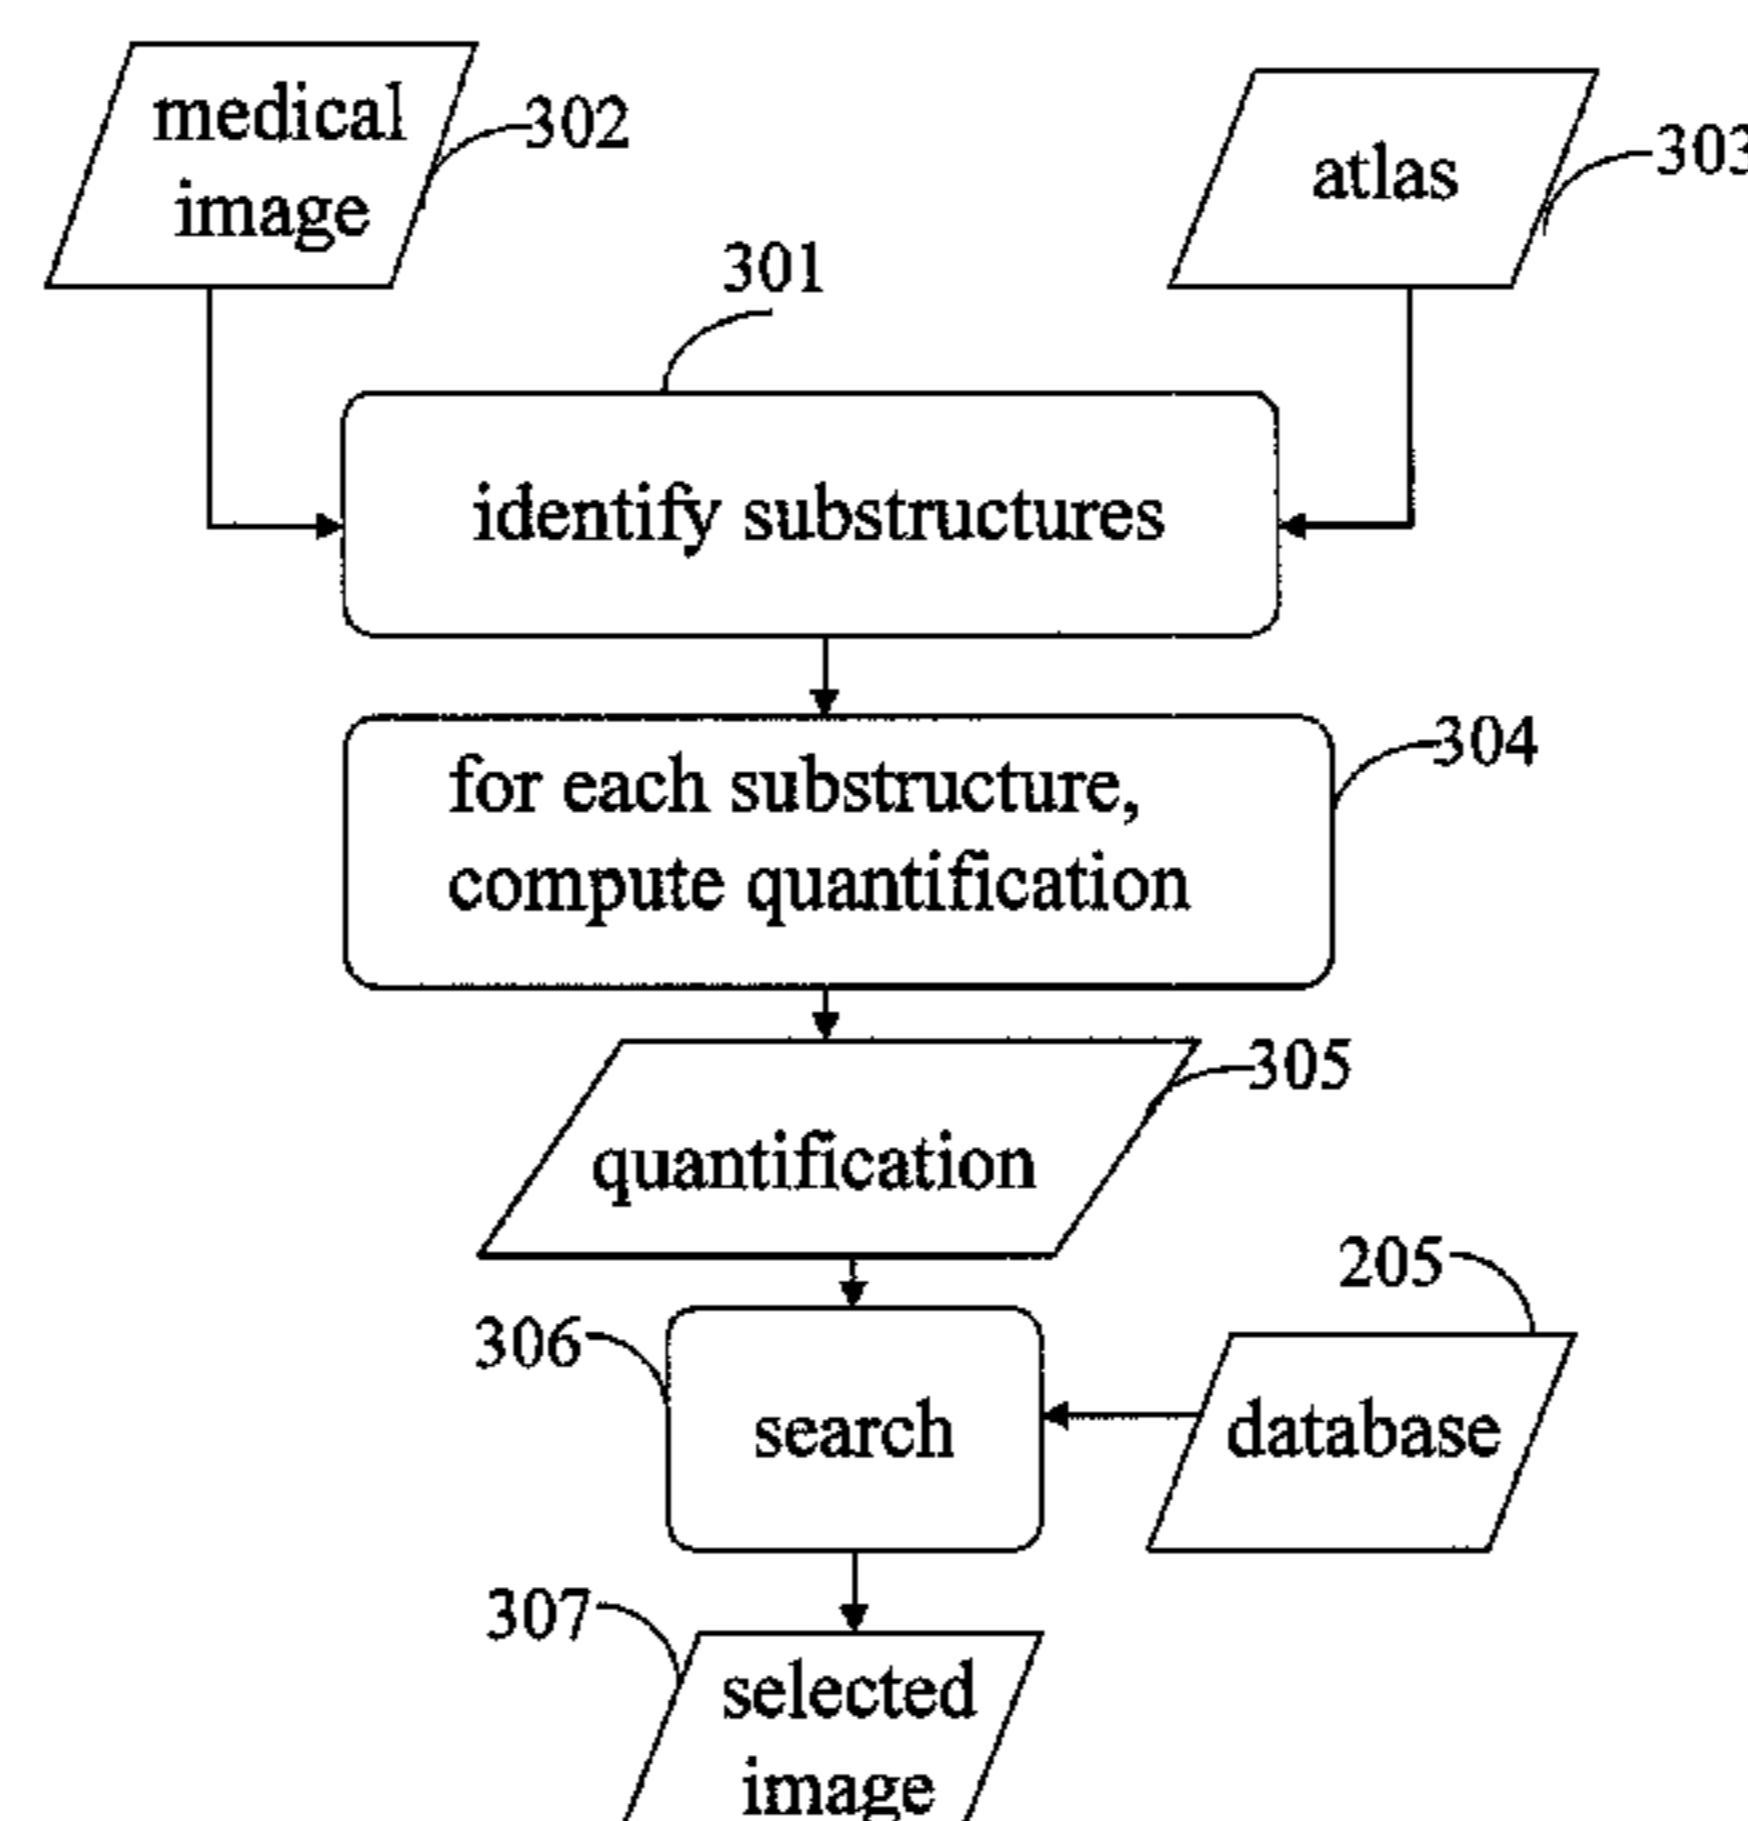 medical
image
302
atlas
303
301
identify substructures
304
for each substructure,
compute quantification
305
quantification
205
306
search
database
307
selected
image